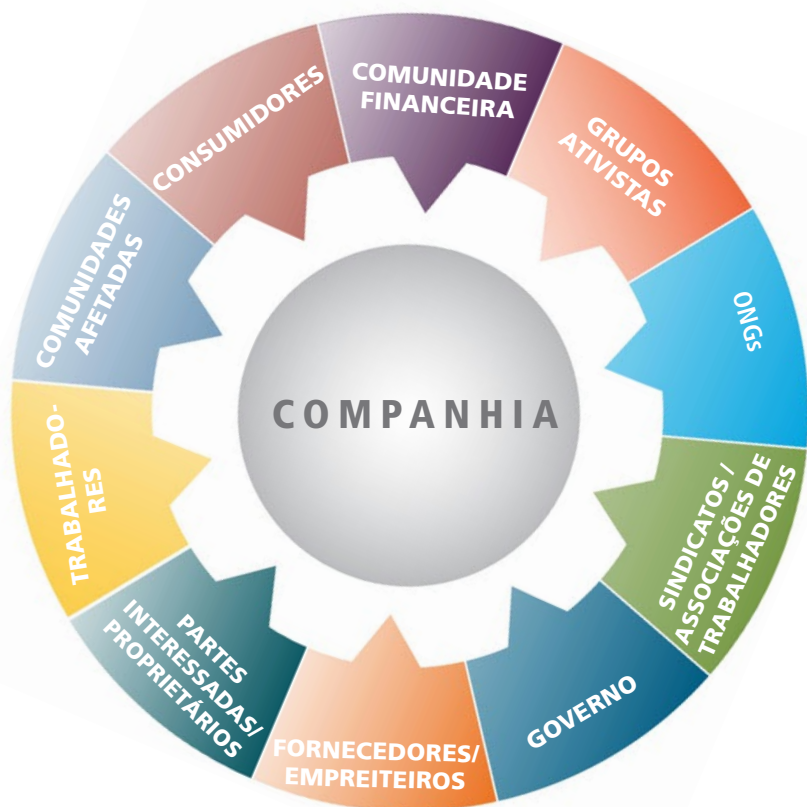 COMUNIDADE
FINANCEIRA
GRUPOS
ATIVISTAS
ONGs
SINDICATOS /
ASSOCIAÇÕES DE
TRABALHADORES
GOVERNO
FORNECEDORES/
EMPREITEIROS
PARTES
INTERESSADAS/
PROPRIETÁRIOS
TRABALHADO-
RES
COMUNIDADES
AFETADAS
CONSUMIDORES
COMPANHIA